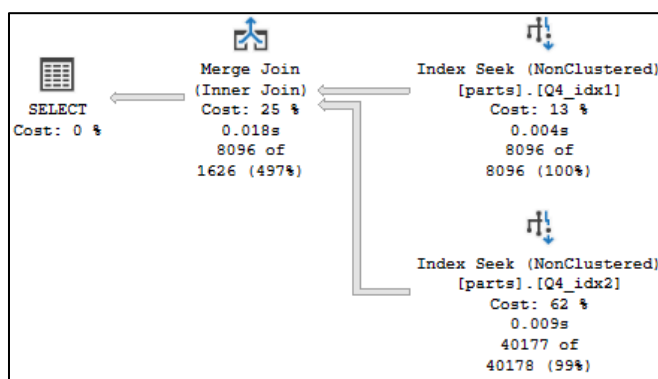 SELECT
Cost: 0 %
Merge Join
(Inner Join)
Cost: 25 %
0.018s
8096 of
1626 (497%)
Index Seek (NonClustered)
[parts].[Q4_idx1]
Cost: 13 %
0.004s
8096 of
8096 (100%)
Index Seek (NonClustered)
[parts].[Q4_idx2]
Cost: 62 %
0.009s
40177 of
40178 (99%)